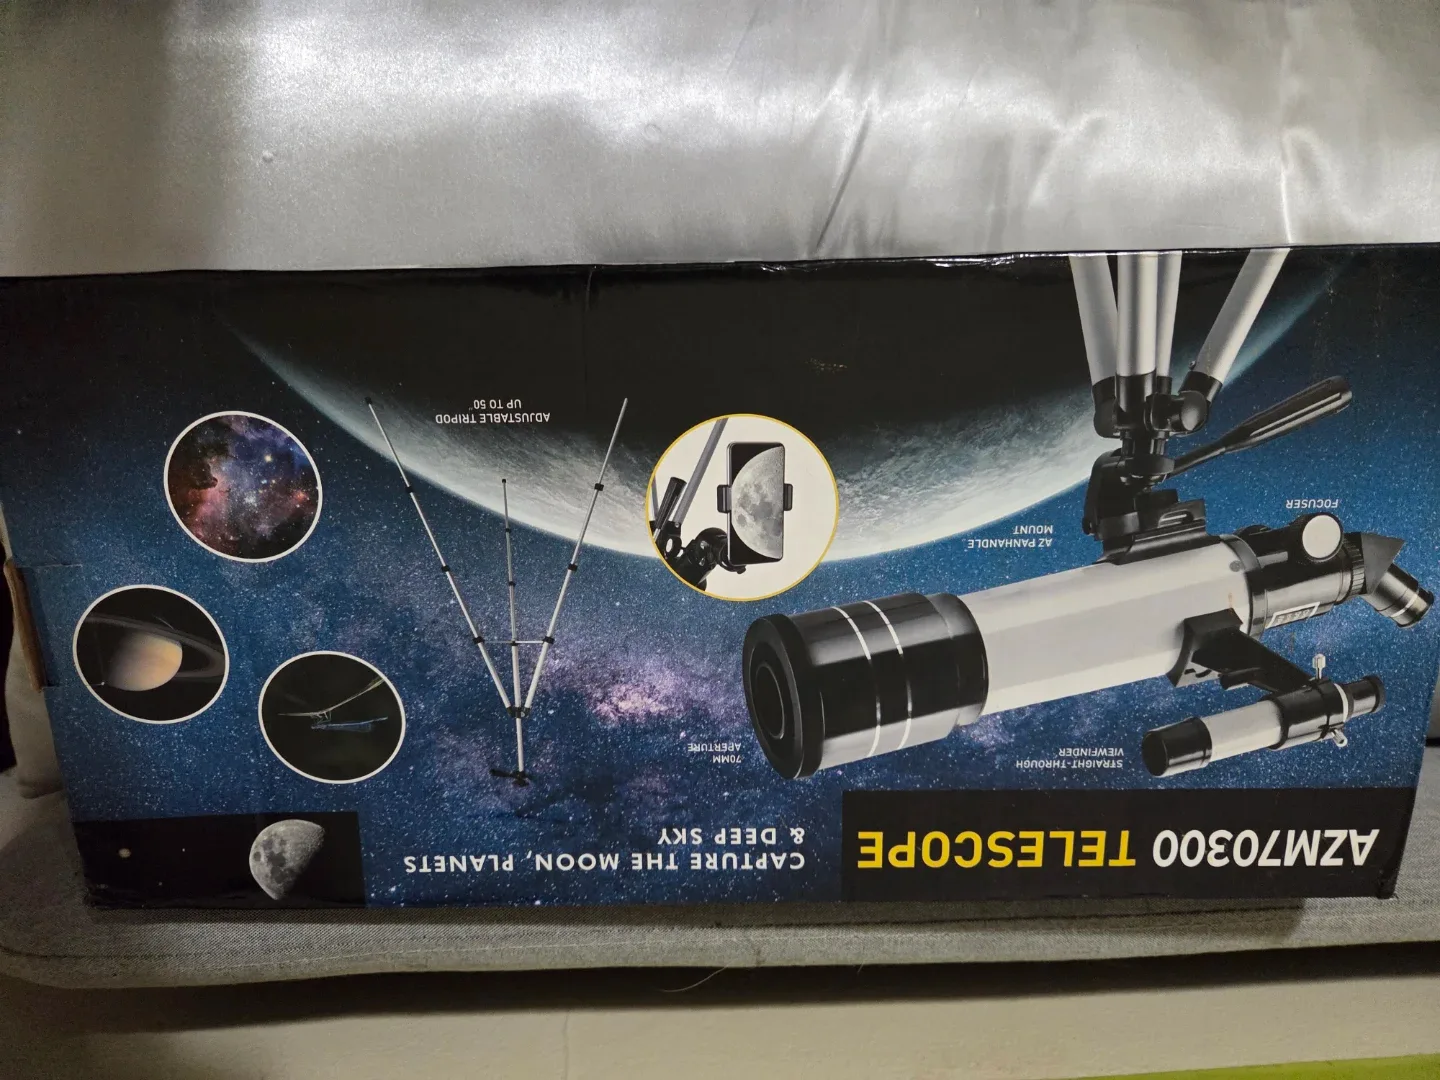 AZM70300 TELESCOPE
CAPTURE THE MOON, PLANETS
& DEEP SKY
STRAIGHT-THROUGH
VIEWFINDER
70MM
APERTURE
AZ PANHANDLE
MOUNT
FOCUSER
ADJUSTABLE TRIPOD
UP TO 50"